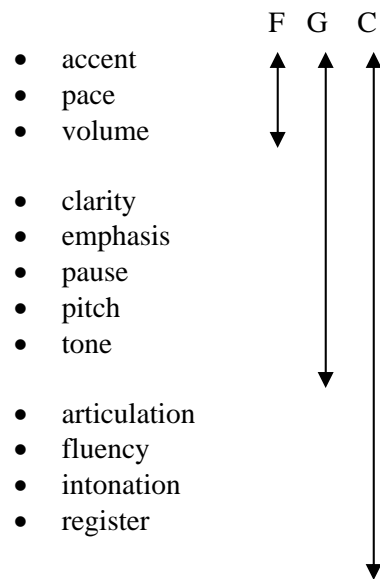 F G C
• accent
• pace
• volume
• clarity
• emphasis
• pause
• pitch
• tone
• articulation
• fluency
• intonation
• register